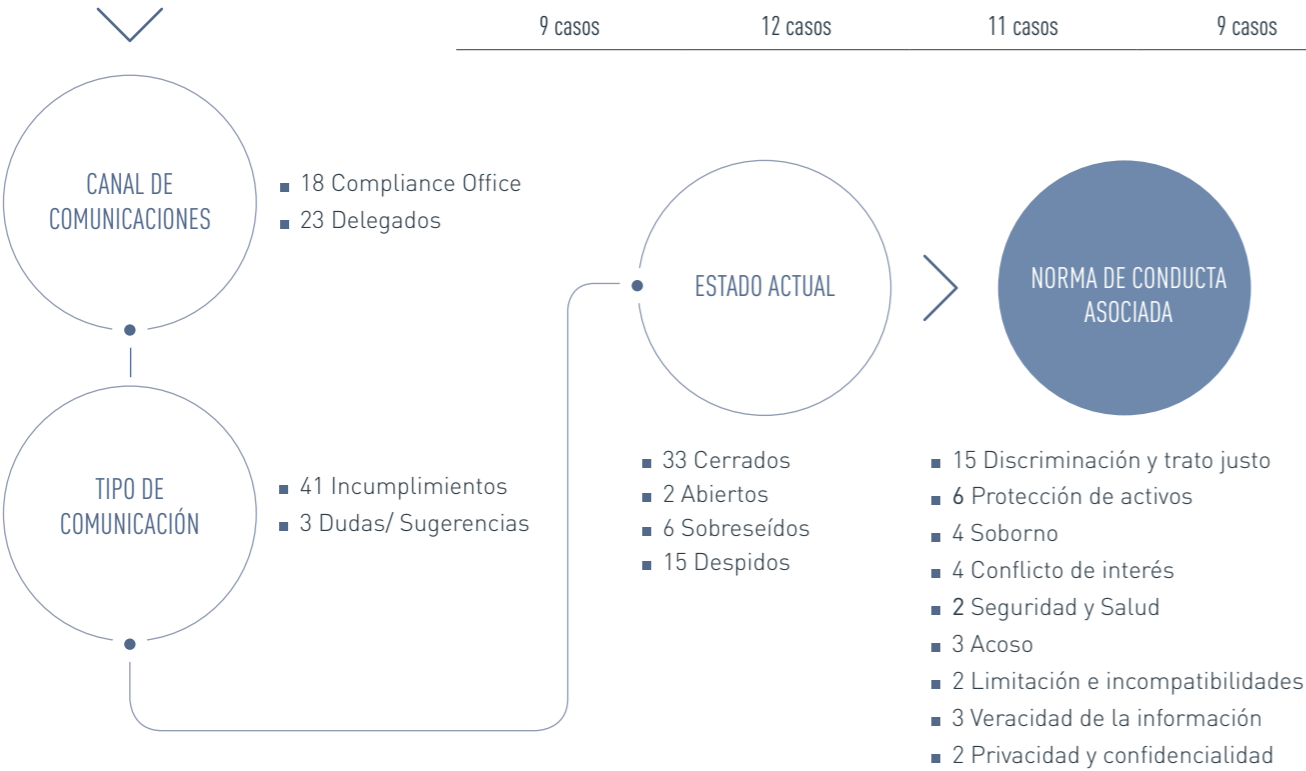 9 casos 12 casos 11 casos 9 casos
CANAL DE
COMUNICACIONES
18 Compliance Office
23 Delegados
TIPO DE
COMUNICACIÓN
41 Incumplimientos
3 Dudas/ Sugerencias
ESTADO ACTUAL
33 Cerrados
2 Abiertos
6 Sobreseídos
15 Despidos
NORMA DE CONDUCTA
ASOCIADA
15 Discriminación y trato justo
6 Protección de activos
4 Soborno
4 Conflicto de interés
2 Seguridad y Salud
3 Acoso
2 Limitación e incompatibilidades
3 Veracidad de la información
2 Privacidad y confidencialidad